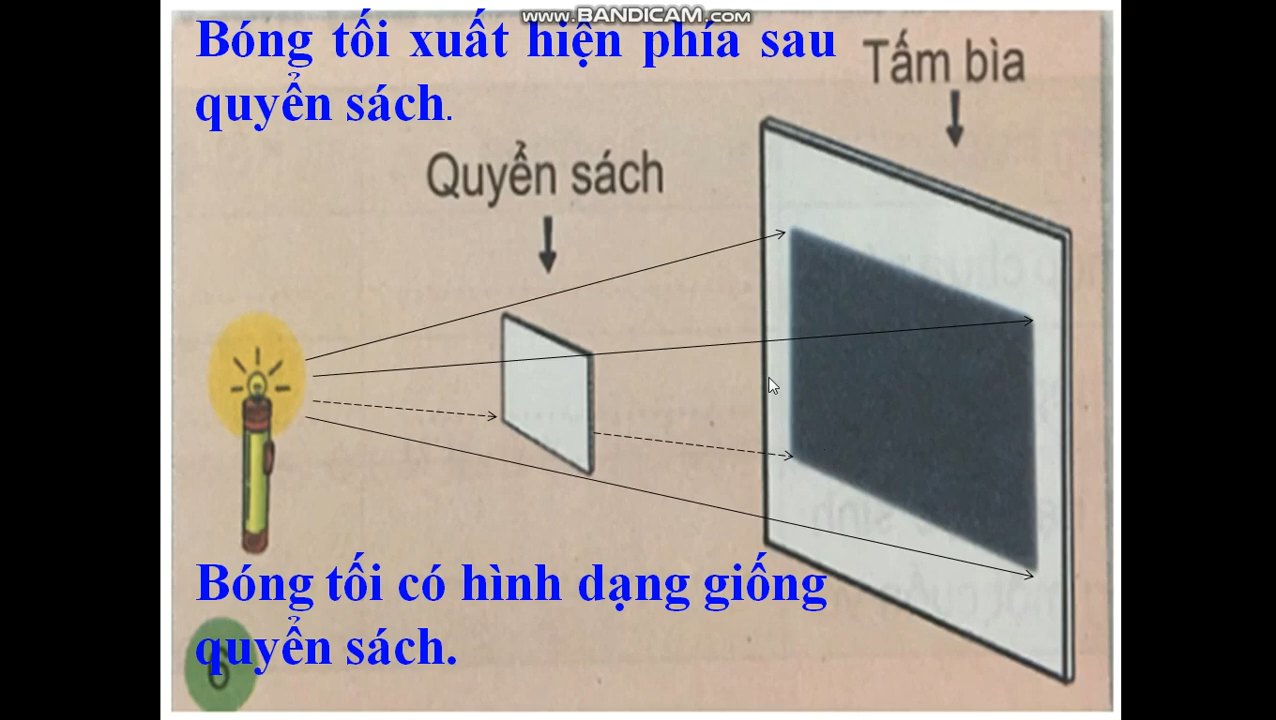 www.BANDICAM.com
Bóng tối xuất hiện phía sau
quyển sách.
Tấm bìa
Quyển sách
Bóng tối có hình dạng giống
quyển sách.
6